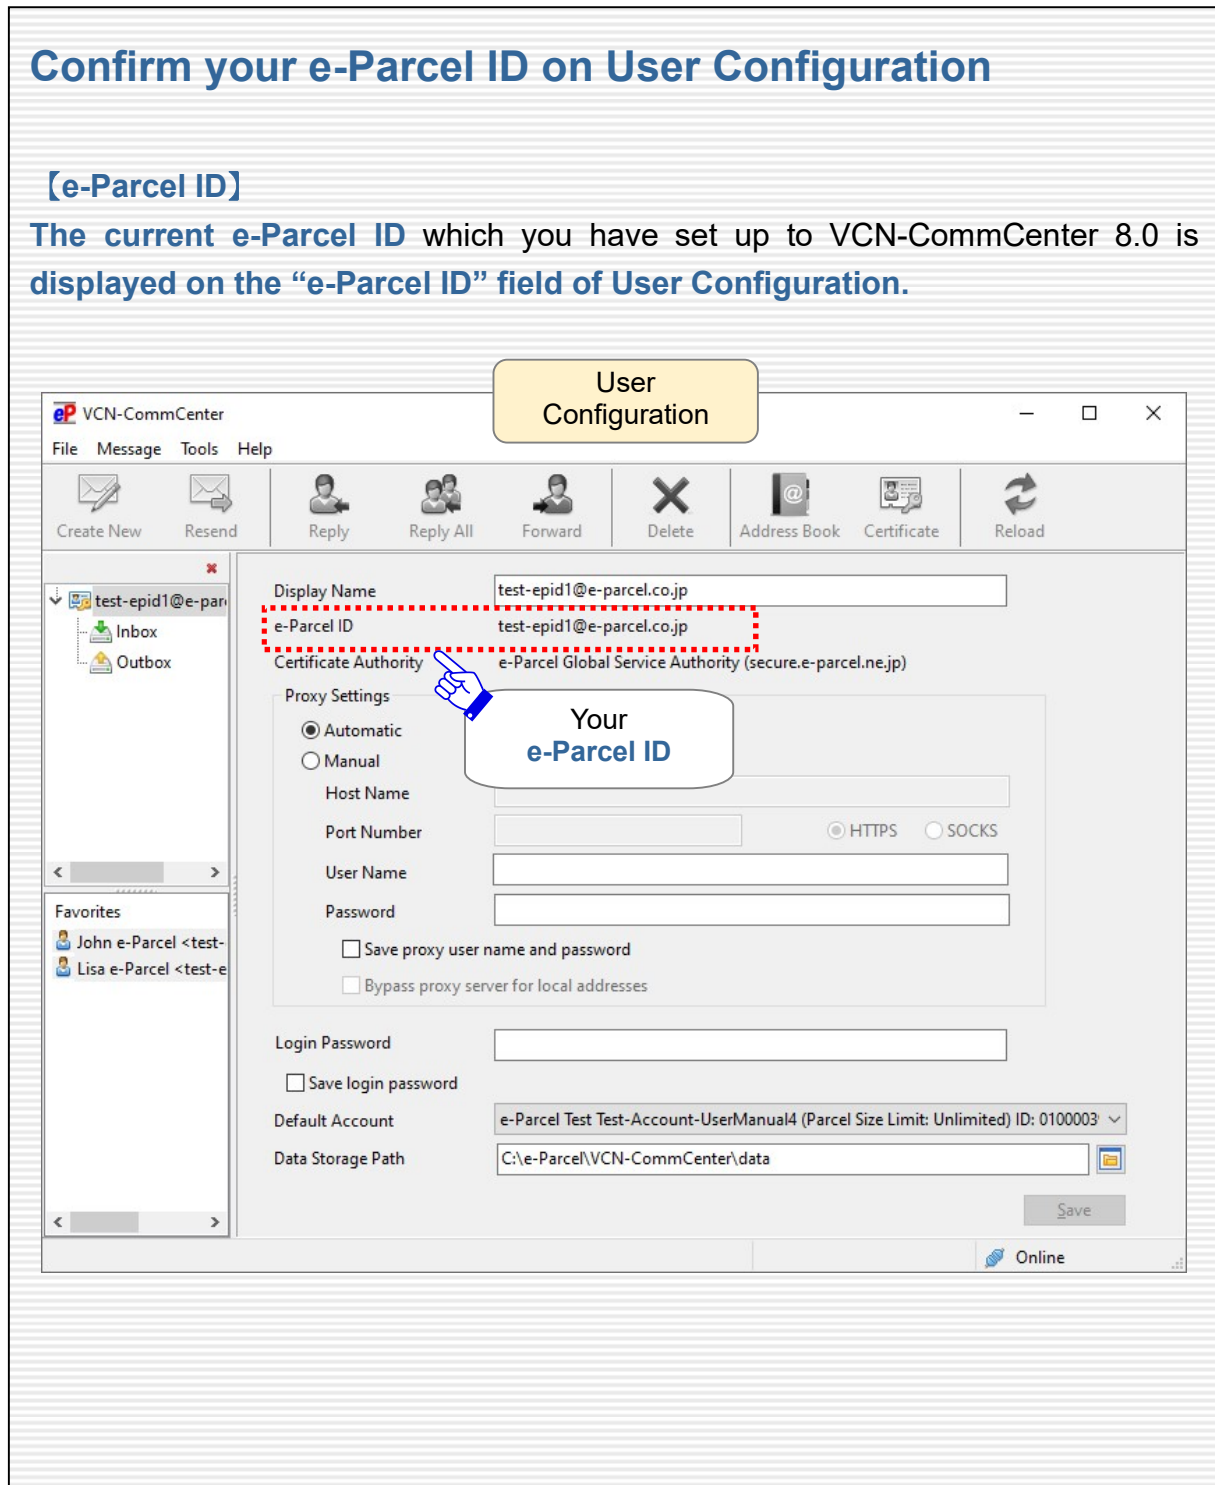 Confirm your e-Parcel ID on User Configuration
【e-Parcel ID】
The current e-Parcel ID which you have set up to VCN-CommCenter 8.0 is
displayed on the “e-Parcel ID” field of User Configuration.
User
Configuration
eP VCN-CommCenter
File Message Tools Help
Create New Resend Reply Reply All Forward Delete Address Book Certificate Reload
test-epid1@e-par
Inbox
Outbox
Favorites
John e-Parcel <test-
Lisa e-Parcel <test-e
Display Name test-epid1@e-parcel.co.jp
e-Parcel ID test-epid1@e-parcel.co.jp
Certificate Authority e-Parcel Global Service Authority (secure.e-parcel.ne.jp)
Your
e-Parcel ID
Proxy Settings
Automatic
Manual
Host Name
Port Number HTTPS SOCKS
User Name
Password
Save proxy user name and password
Bypass proxy server for local addresses
Login Password
Save login password
Default Account e-Parcel Test Test-Account-UserManual4 (Parcel Size Limit: Unlimited) ID: 0100003
Data Storage Path C:\e-Parcel\VCN-CommCenter\data
Save
Online